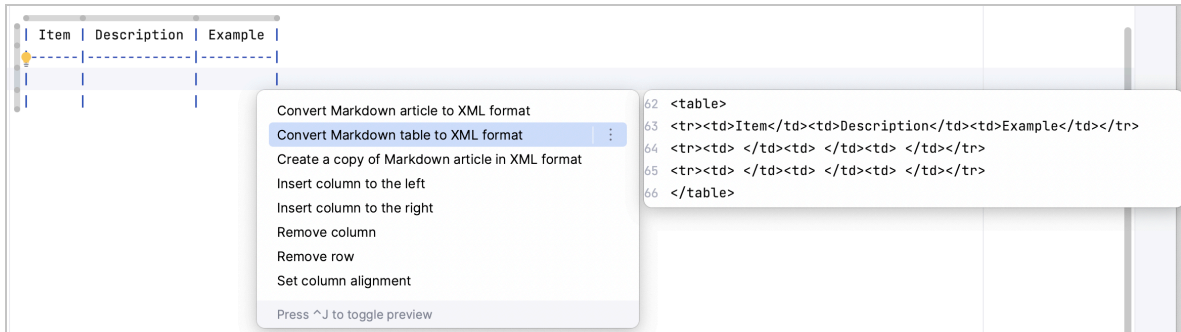 | Item | Description | Example |
|------|-------------|---------|
|      |             |         |
|      |             |         |
Convert Markdown article to XML format
Convert Markdown table to XML format
Create a copy of Markdown article in XML format
Insert column to the left
Insert column to the right
Remove column
Remove row
Set column alignment
Press ^J to toggle preview
62 <table>
63 <tr><td>Item</td><td>Description</td><td>Example</td></tr>
64 <tr><td> </td><td> </td><td> </td></tr>
65 <tr><td> </td><td> </td><td> </td></tr>
66 </table>